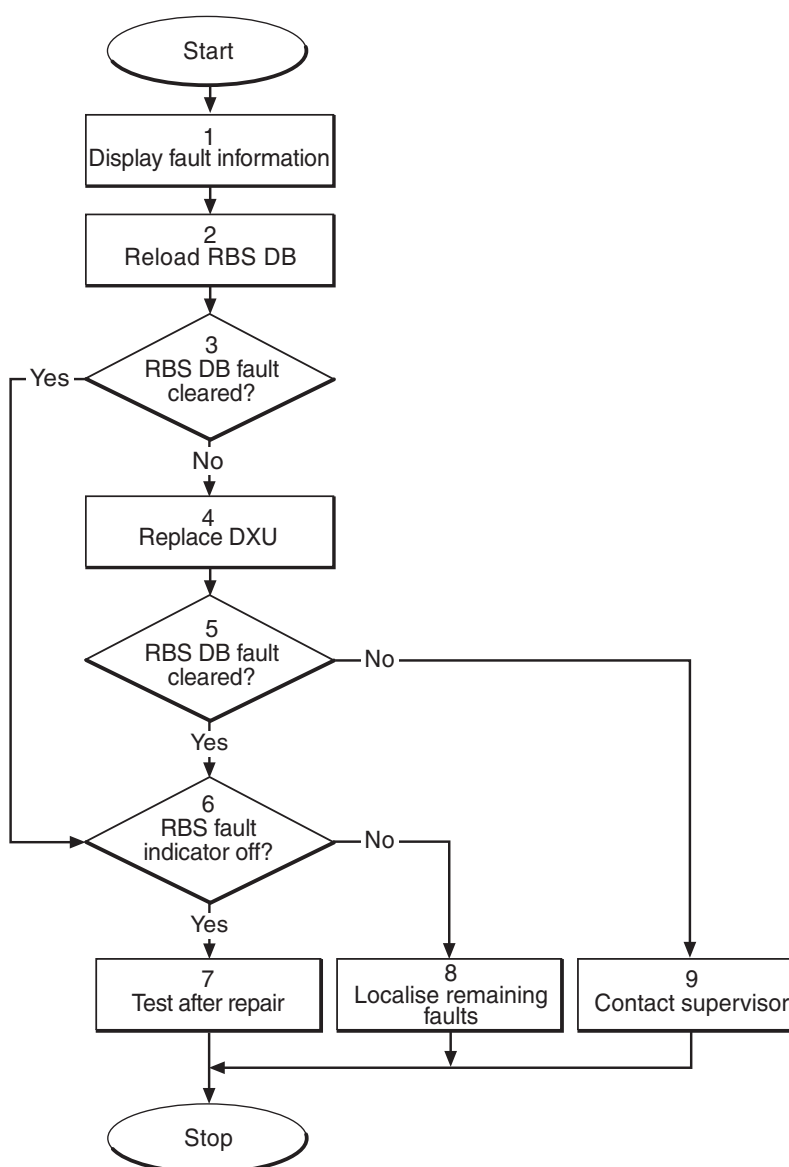 Start
1
Display fault information
2
Reload RBS DB
3
RBS DB fault
cleared?
Yes
No
4
Replace DXU
5
RBS DB fault
cleared?
No
Yes
6
RBS fault
indicator off?
No
Yes
7
Test after repair
8
Localise remaining
faults
9
Contact supervisor
Stop